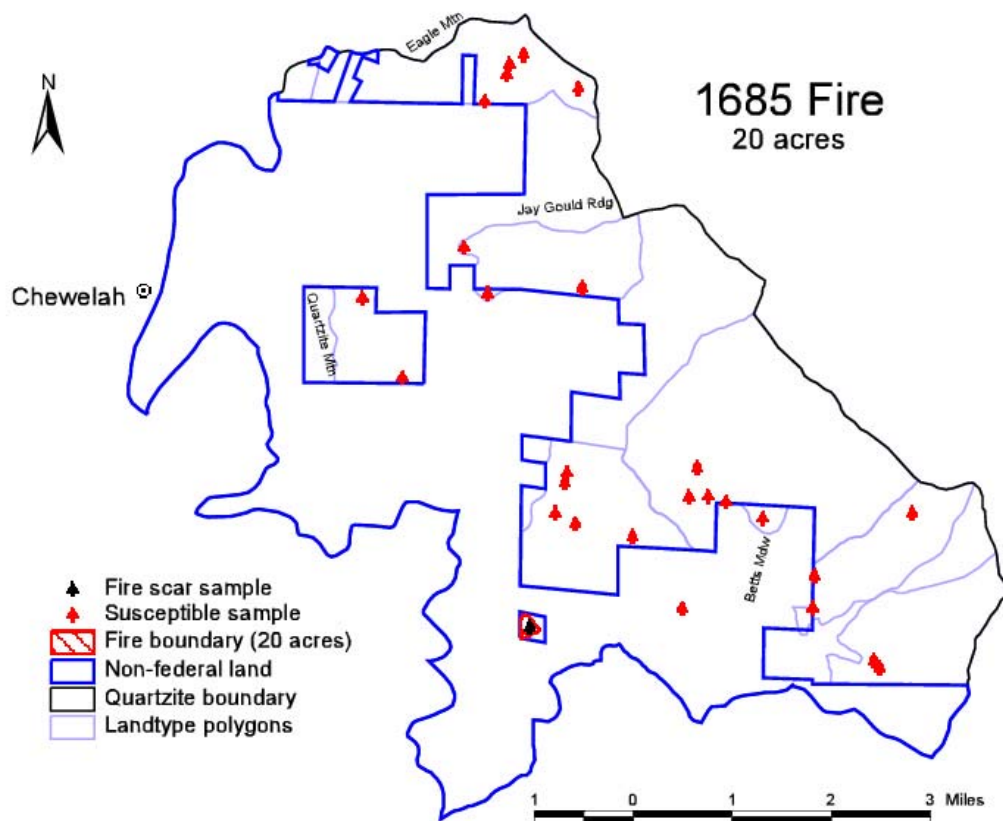 Eagle Mtn
N
1685 Fire
20 acres
Jay Gould Rdg
Chewelah
Quartzite Mtn
Betts Mdw
Fire scar sample
Susceptible sample
Fire boundary (20 acres)
Non-federal land
Quartzite boundary
Landtype polygons
1 0 1 2 3 Miles